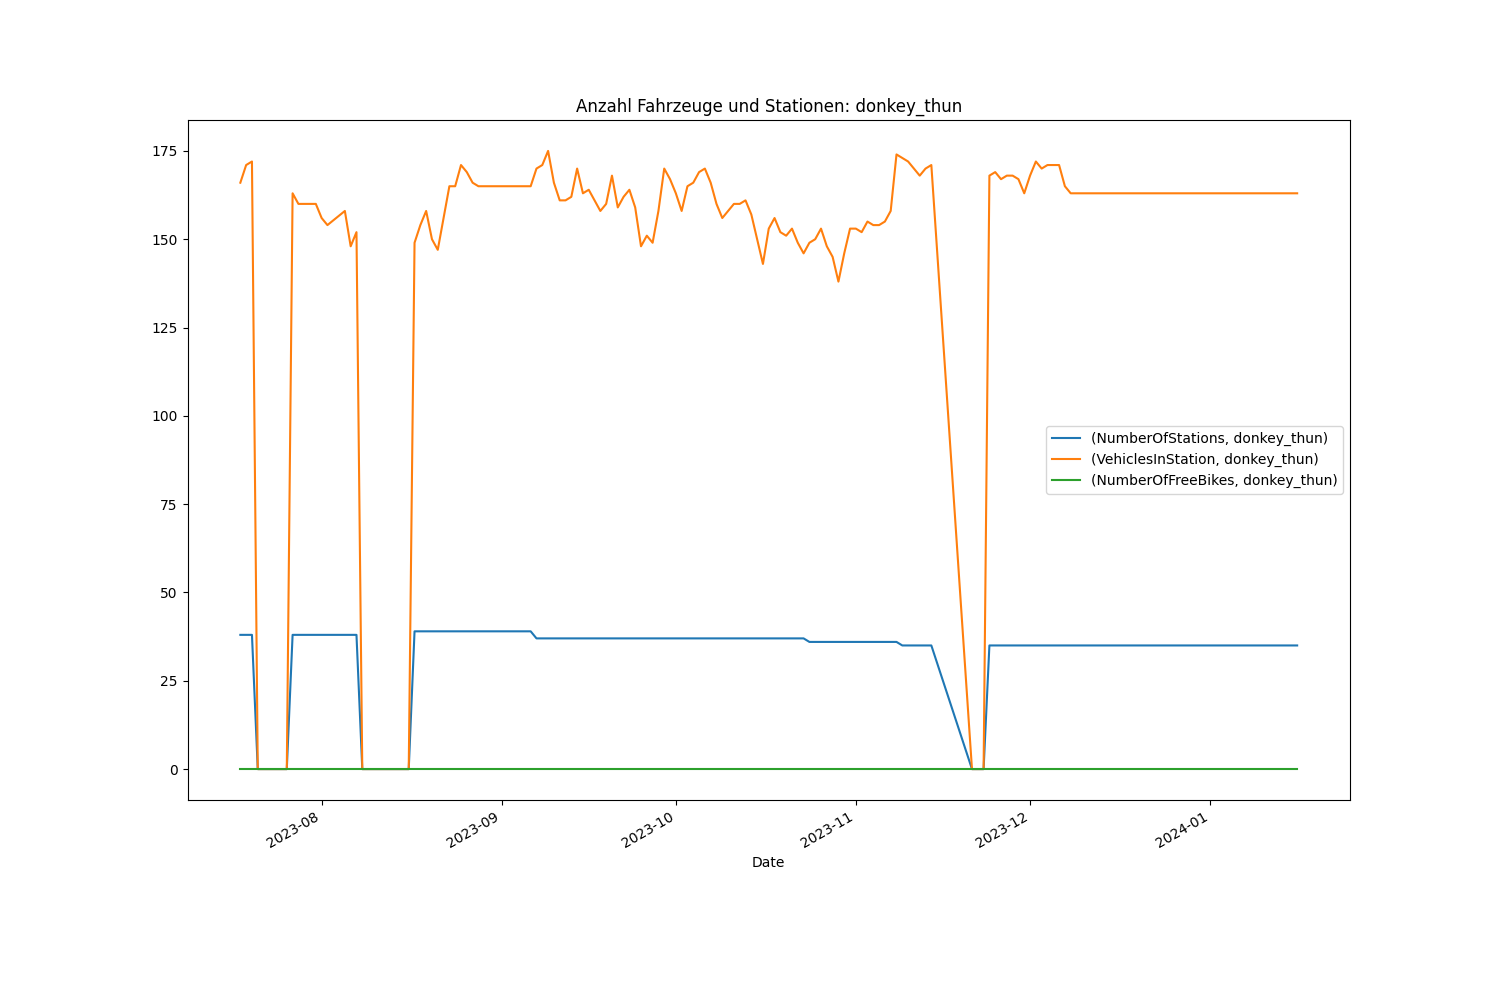 Anzahl Fahrzeuge und Stationen: donkey_thun
175
150
125
100
75
50
25
0
(NumberOfStations, donkey_thun)
(VehiclesInStation, donkey_thun)
(NumberOfFreeBikes, donkey_thun)
2023-08
2023-09
2023-10
2023-11
2023-12
2024-01
Date